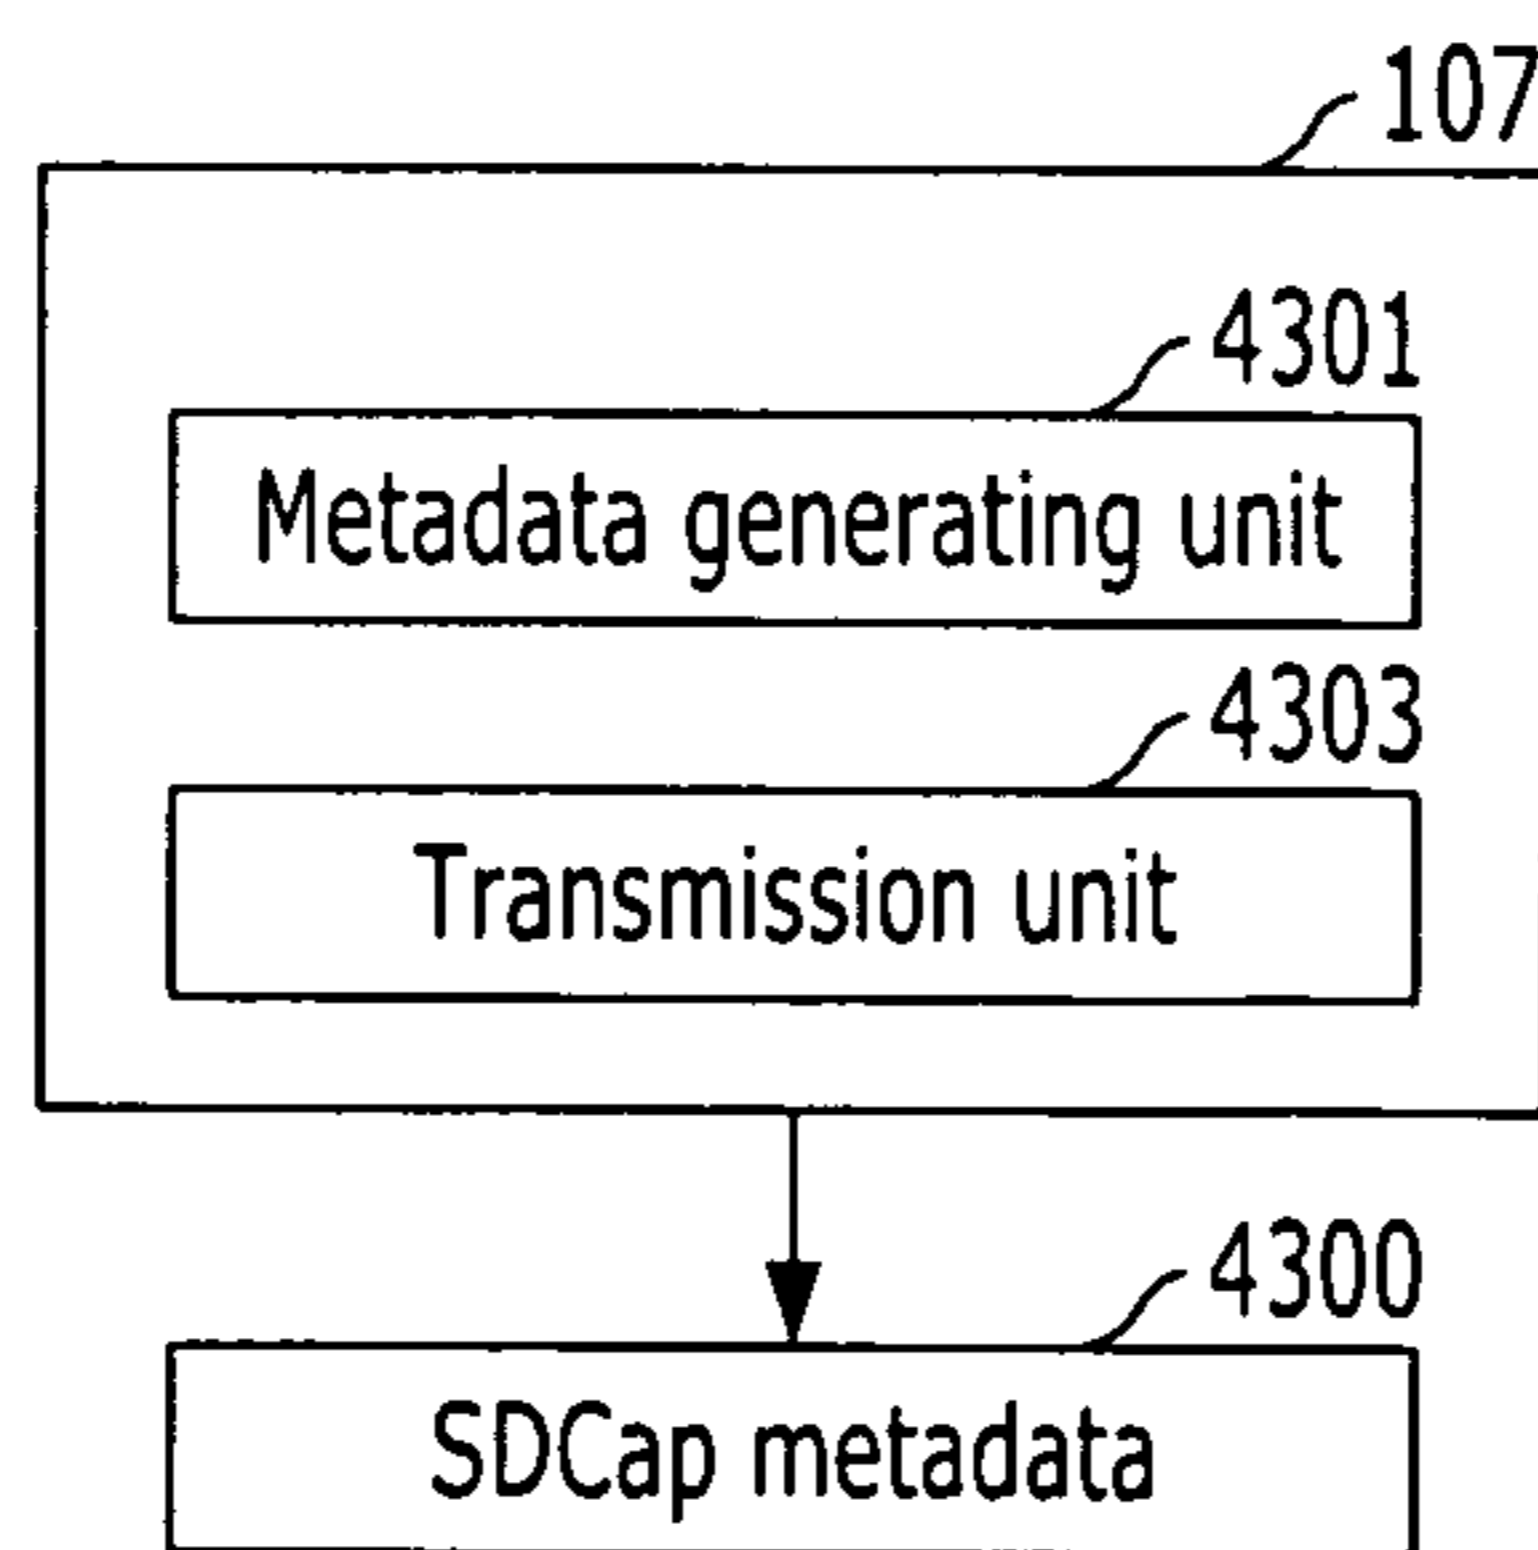 107
4301
Metadata generating unit
4303
Transmission unit
4300
SDCap metadata